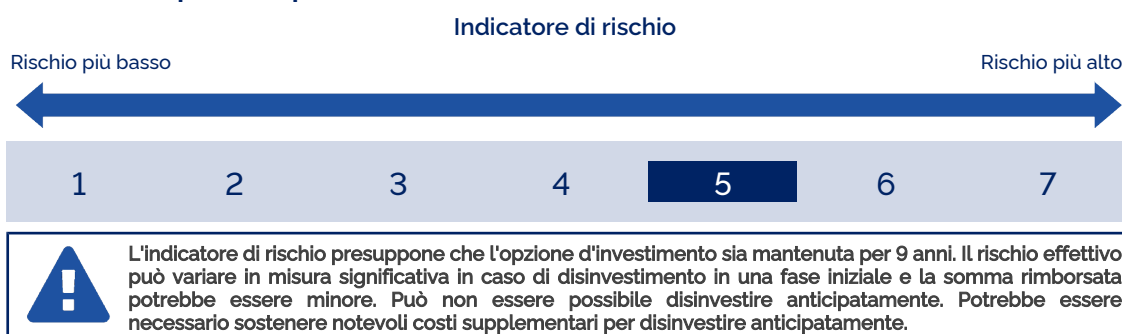 Indicatore di rischio
Rischio più basso Rischio più alto
1 2 3 4 5 6 7
L'indicatore di rischio presuppone che l'opzione d'investimento sia mantenuta per 9 anni. Il rischio effettivo
può variare in misura significativa in caso di disinvestimento in una fase iniziale e la somma rimborsata
potrebbe essere minore. Può non essere possibile disinvestire anticipatamente. Potrebbe essere
necessario sostenere notevoli costi supplementari per disinvestire anticipatamente.